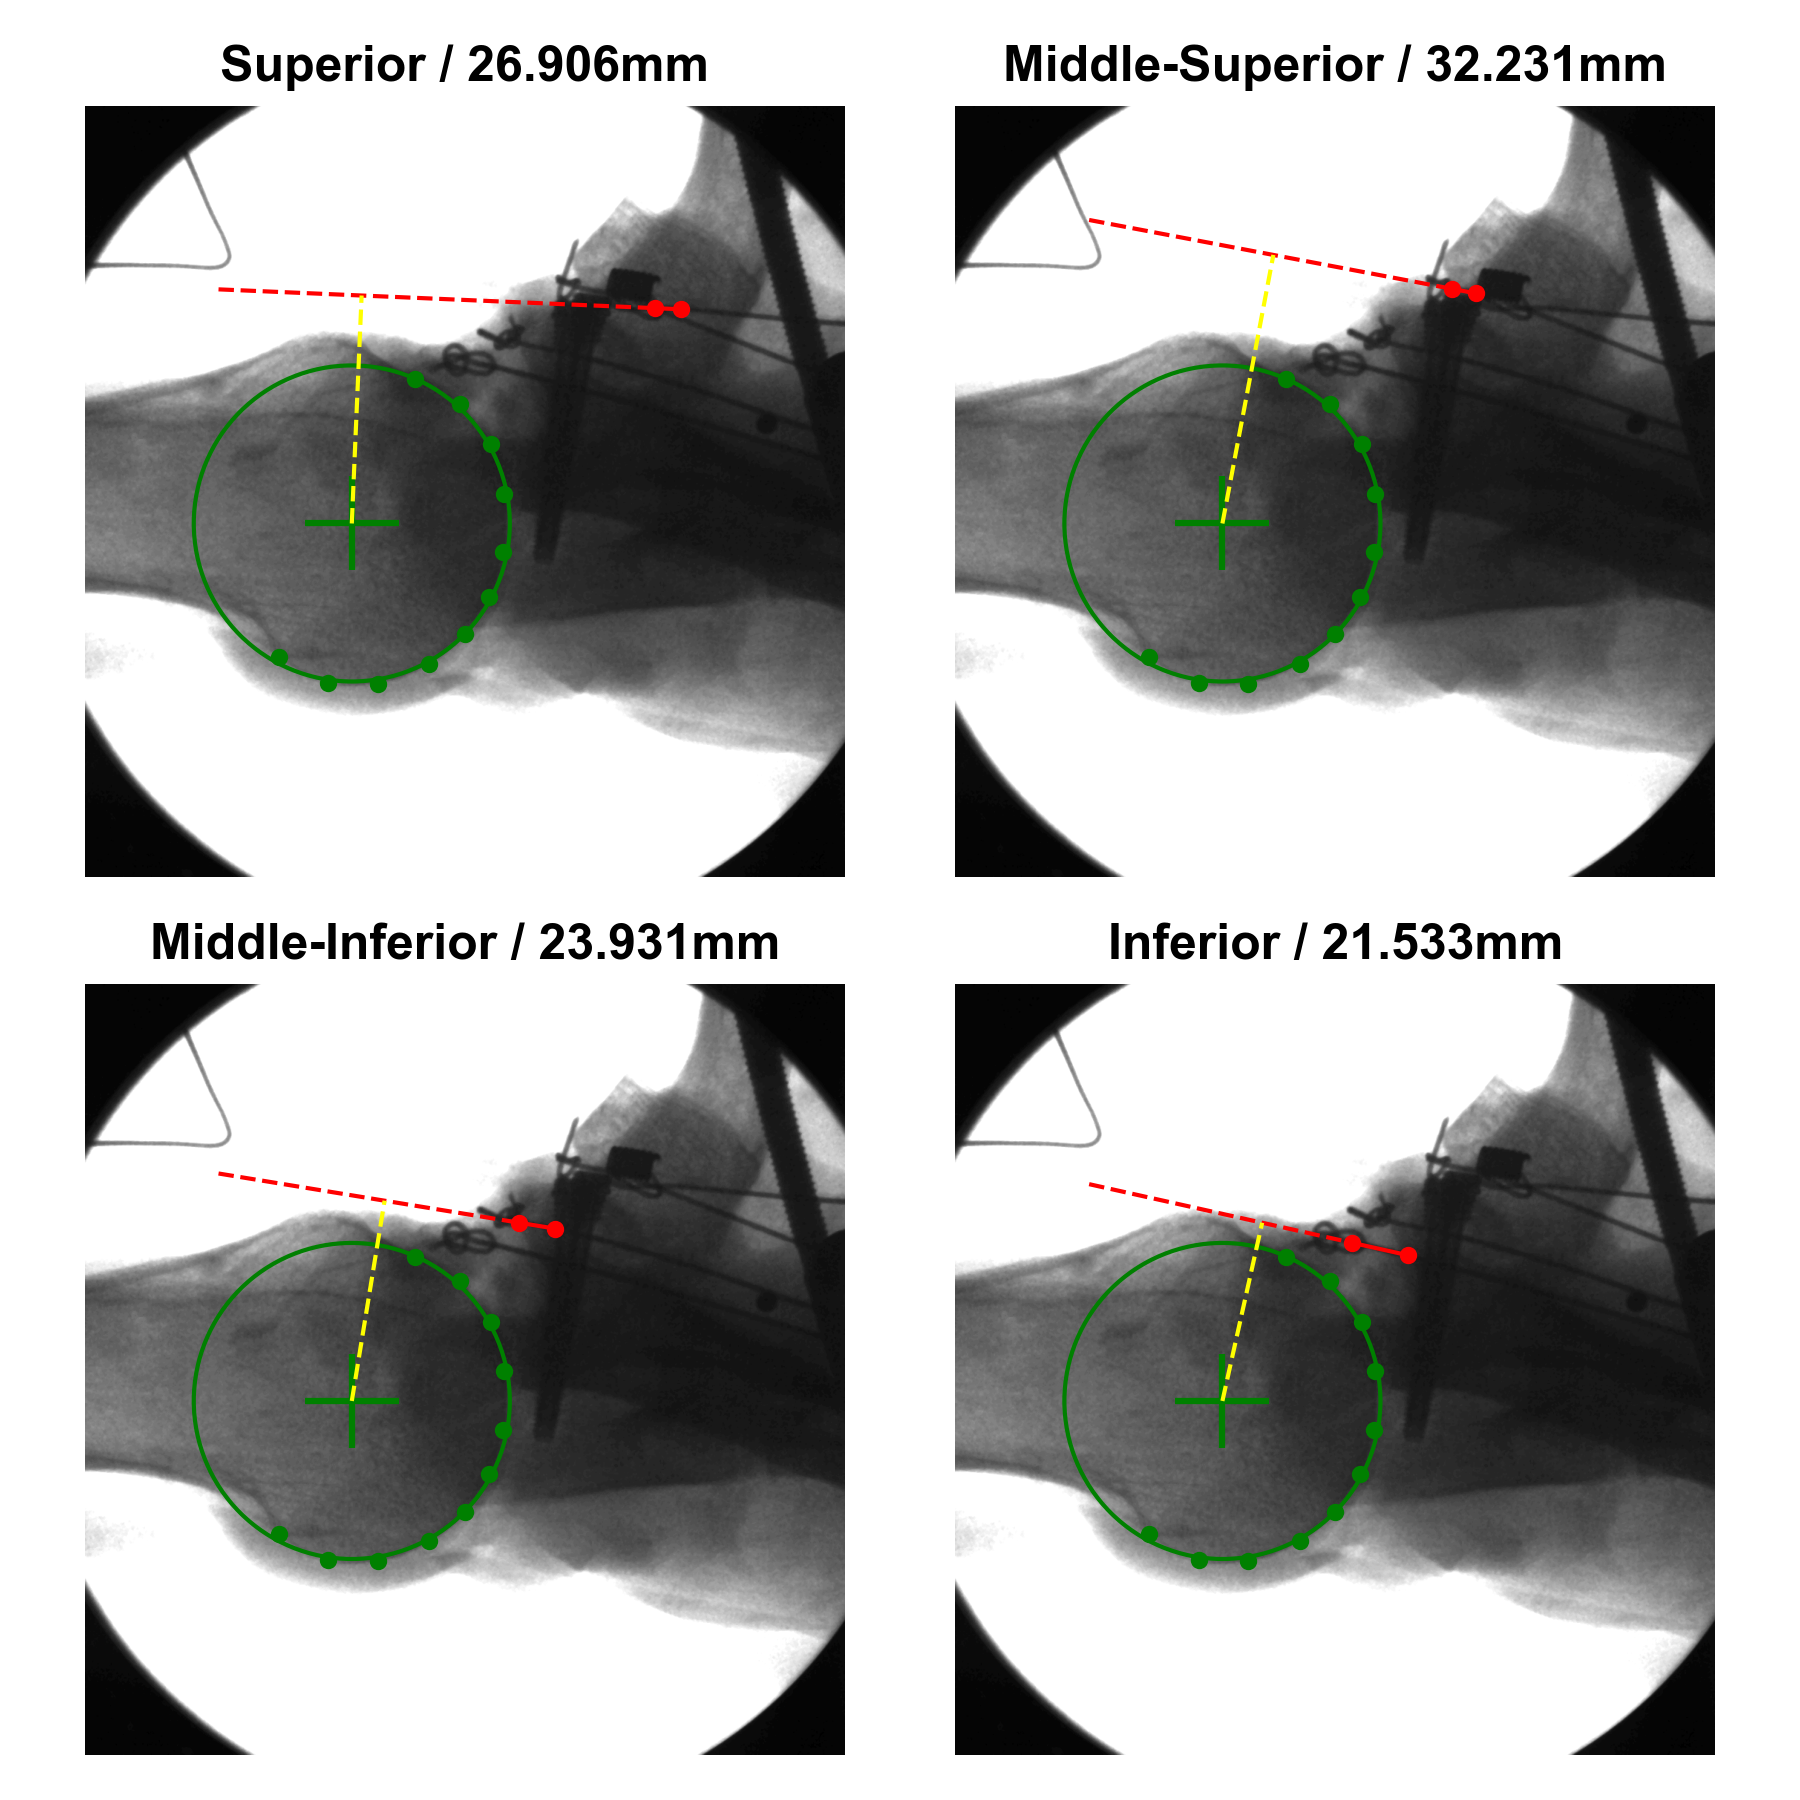 Superior / 26.906mm
Middle-Superior / 32.231mm
Middle-Inferior / 23.931mm
Inferior / 21.533mm